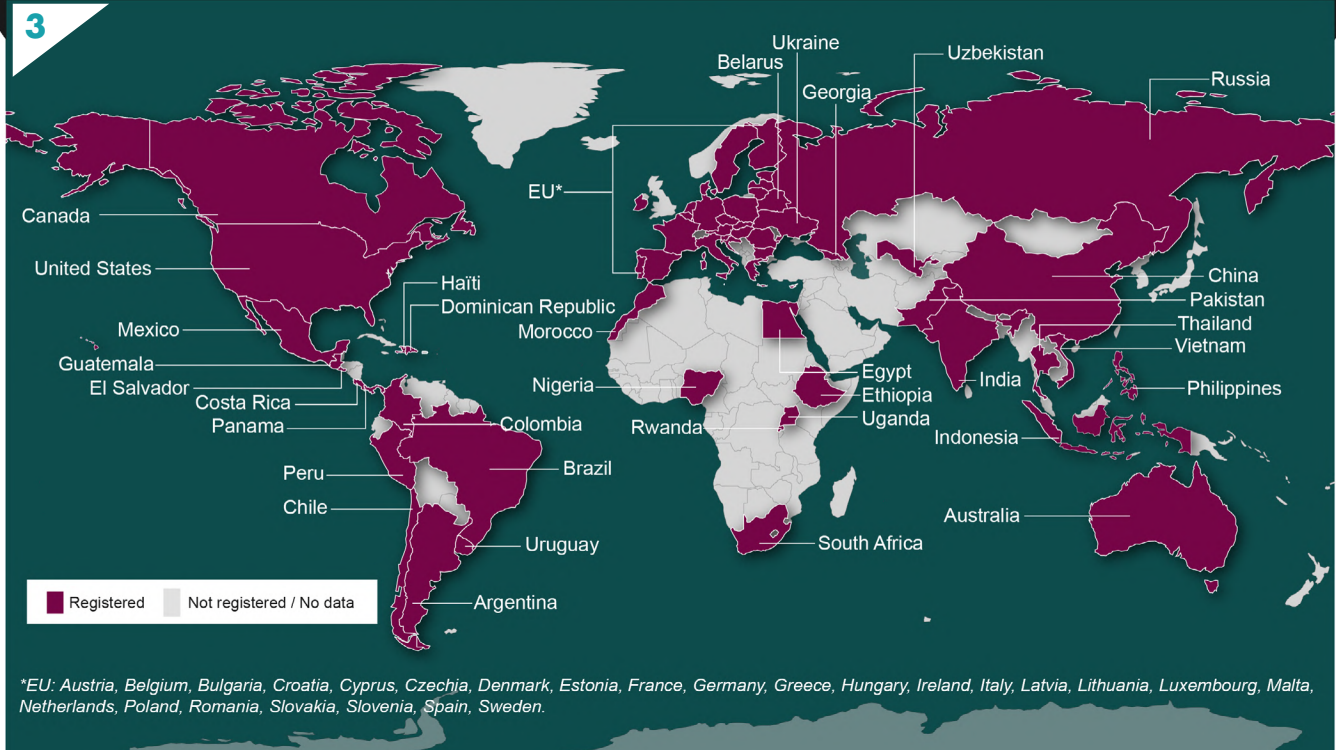 3
Ukraine
Belarus
Uzbekistan
Georgia
Russia
EU*
Canada
United States
Haïti
China
Dominican Republic
Pakistan
Mexico
Morocco
Thailand
Vietnam
Guatemala
Egypt
India
El Salvador
Nigeria
Philippines
Costa Rica
Ethiopia
Panama
Colombia
Rwanda
Uganda
Indonesia
Peru
Brazil
Chile
Australia
Uruguay
South Africa
Registered
Not registered / No data
Argentina
*EU: Austria, Belgium, Bulgaria, Croatia, Cyprus, Czechia, Denmark, Estonia, France, Germany, Greece, Hungary, Ireland, Italy, Latvia, Lithuania, Luxembourg, Malta,
Netherlands, Poland, Romania, Slovakia, Slovenia, Spain, Sweden.